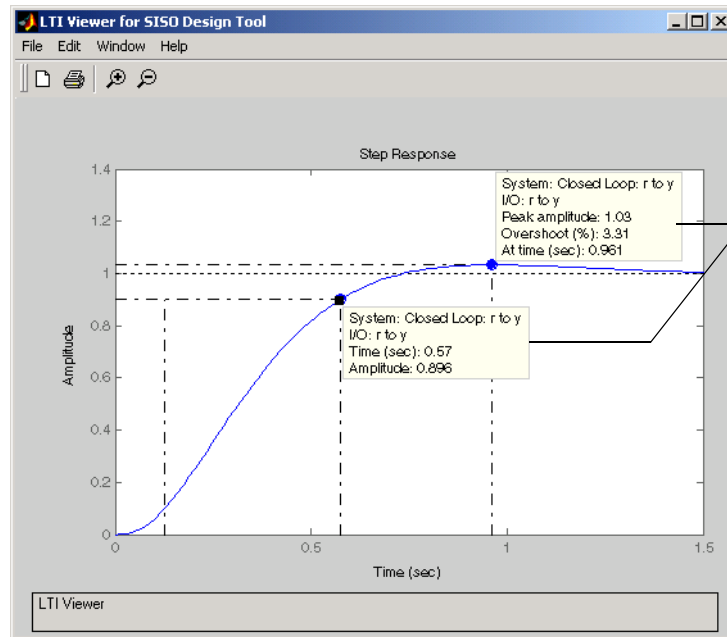 LTI Viewer for SISO Design Tool
File Edit Window Help
Step Response
1.4
1.2
1
0.8
0.6
0.4
0.2
0
Amplitude
System: Closed Loop: r to y
I/O: r to y
Peak amplitude: 1.03
Overshoot (%): 3.31
At time (sec): 0.961
System: Closed Loop: r to y
I/O: r to y
Time (sec): 0.57
Amplitude: 0.896
0 0.5 1 1.5
Time (sec)
LTI Viewer